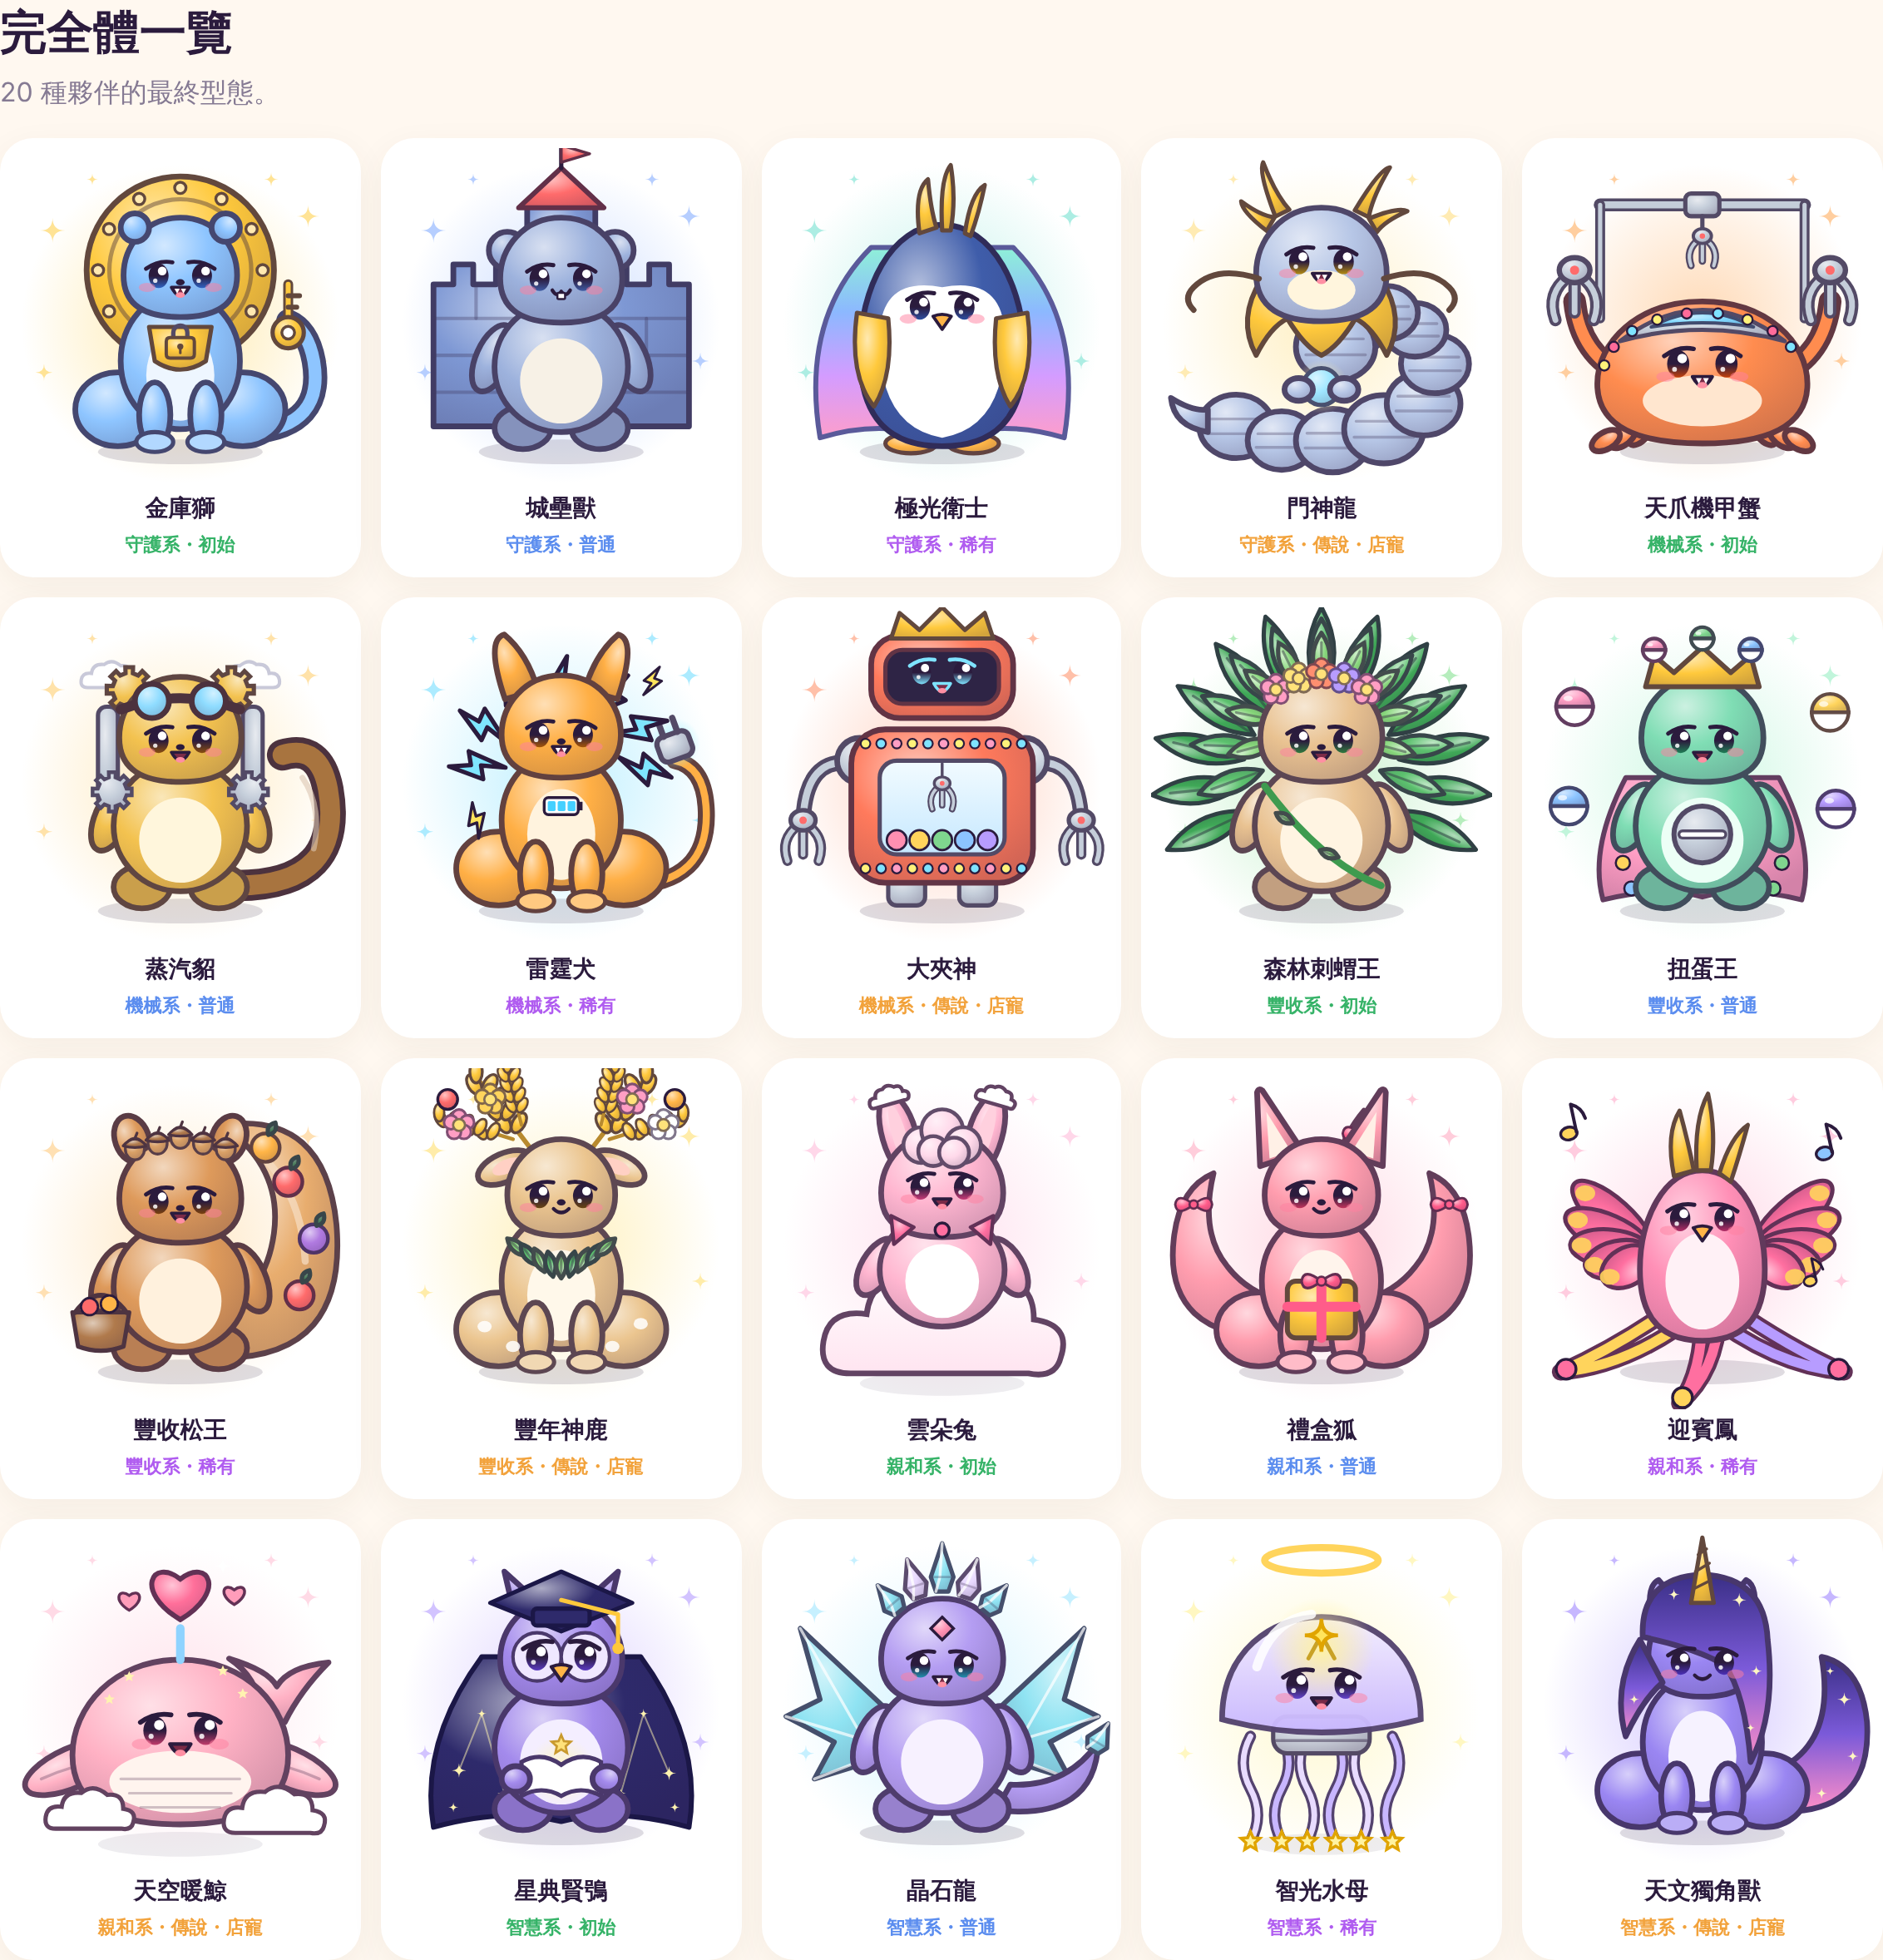 完全體一覽
20 種夥伴的最終型態。
金庫獅
守護系・初始
城壘獸
守護系・普通
極光衛士
守護系・稀有
門神龍
守護系・傳說・店寵
天爪機甲蟹
機械系・初始
蒸汽貂
機械系・普通
雷霆犬
機械系・稀有
大夾神
機械系・傳說・店寵
森林刺蝟王
豐收系・初始
扭蛋王
豐收系・普通
豐收松王
豐收系・稀有
豐年神鹿
豐收系・傳說・店寵
雲朵兔
親和系・初始
禮盒狐
親和系・普通
迎賓鳳
親和系・稀有
天空暖鯨
親和系・傳說・店寵
星典賢鴞
智慧系・初始
晶石龍
智慧系・普通
智光水母
智慧系・稀有
天文獨角獸
智慧系・傳說・店寵